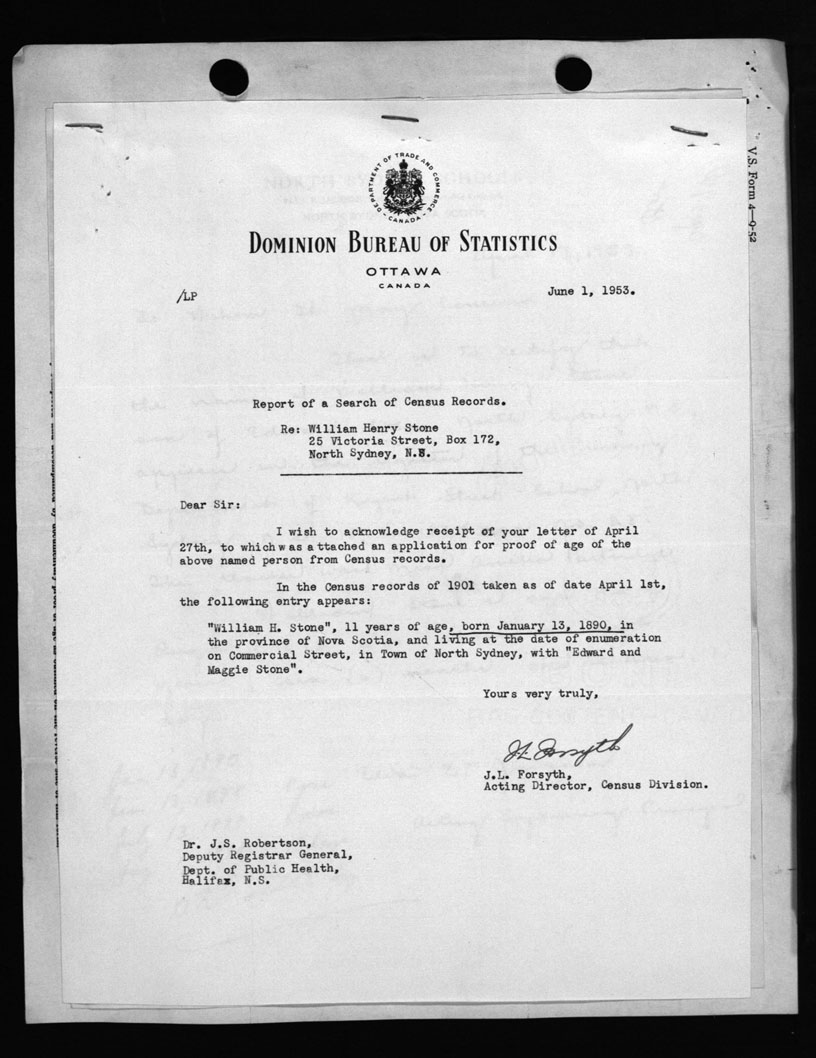 DEPARTMENT OF TRADE AND COMMERCE
CANADA
DOMINION BUREAU OF STATISTICS
OTTAWA
CANADA
/LP
June 1, 1953.
V.S. Form 4—9-52
Report of a Search of Census Records.
Re: William Henry Stone
25 Victoria Street, Box 172,
North Sydney, N.S.
Dear Sir:
I wish to acknowledge receipt of your letter of April
27th, to which was attached an application for proof of age of the
above named person from Census records.
In the Census records of 1901 taken as of date April 1st,
the following entry appears:
"William H. Stone", 11 years of age, born January 13, 1890, in
the province of Nova Scotia, and living at the date of enumeration
on Commercial Street, in Town of North Sydney, with "Edward and
Maggie Stone".
Yours very truly,
J.L. Forsyth
J.L. Forsyth,
Acting Director, Census Division.
Dr. J.S. Robertson,
Deputy Registrar General,
Dept. of Public Health,
Halifax, N.S.